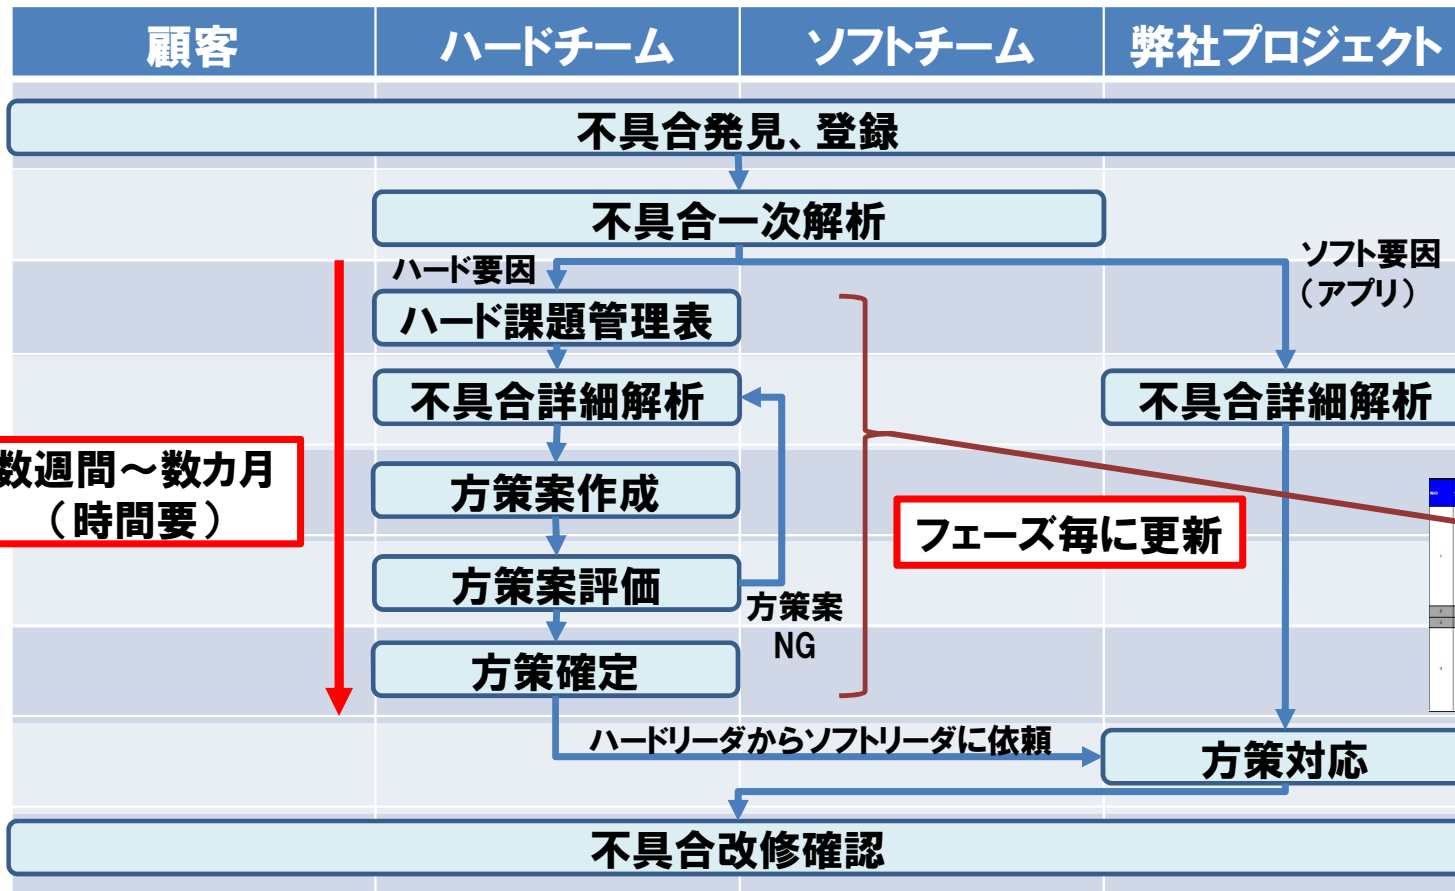 顧客
ハードチーム
ソフトチーム
弊社プロジェクト
不具合発見、登録
不具合一次解析
ハード要因
ソフト要因
（アプリ）
ハード課題管理表
不具合詳細解析
不具合詳細解析
数週間～数カ月
（時間要）
方策案作成
フェーズ毎に更新
方策案評価
方策案
NG
方策確定
ハードリーダからソフトリーダに依頼
方策対応
不具合改修確認